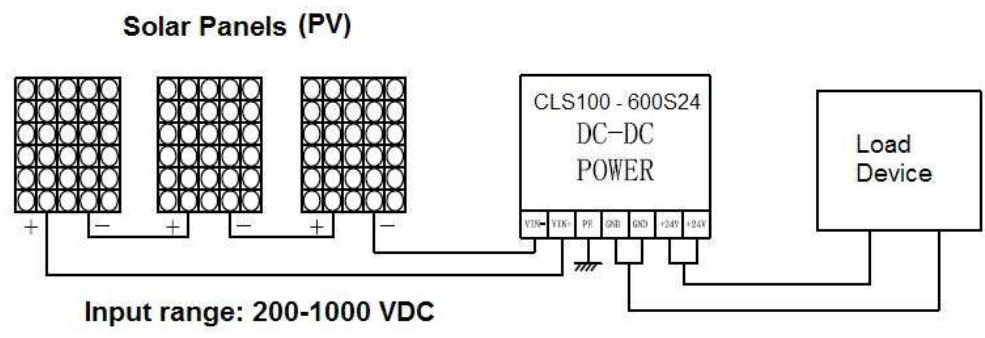 Solar Panels (PV)
+ − + − + −
CLS100 - 600S24
DC-DC
POWER
VIN- VIN+ PE GND GND +24V +24V
Load
Device
Input range: 200-1000 VDC